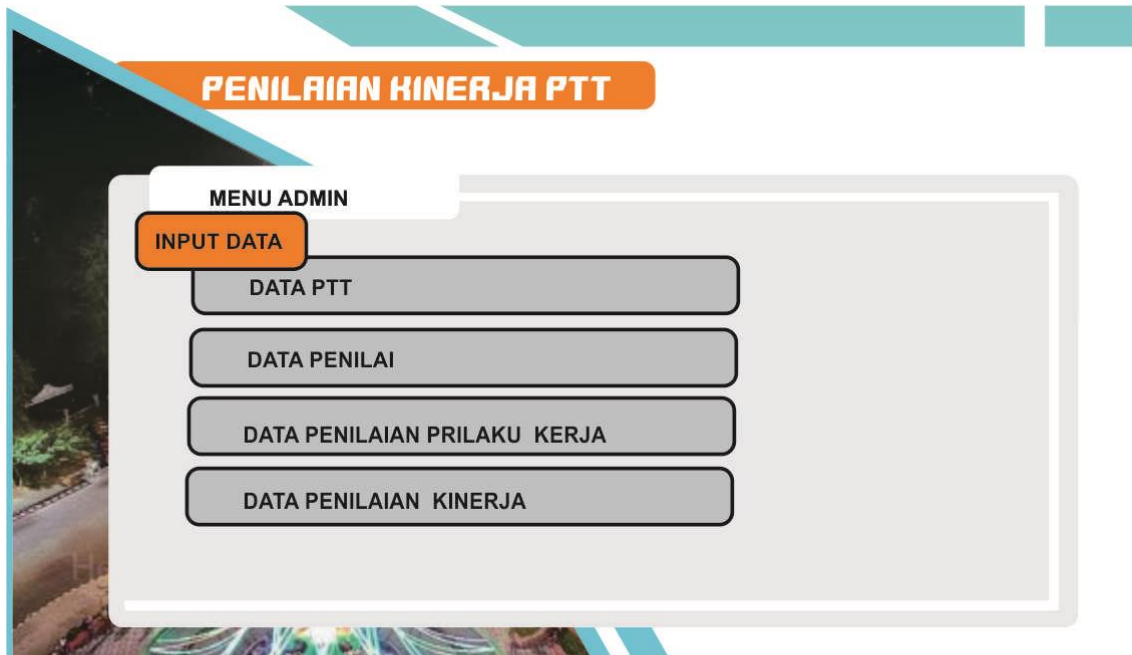 PENILAIAN KINERJA PTT
MENU ADMIN
INPUT DATA
DATA PTT
DATA PENILAI
DATA PENILAIAN PRILAKU KERJA
DATA PENILAIAN KINERJA